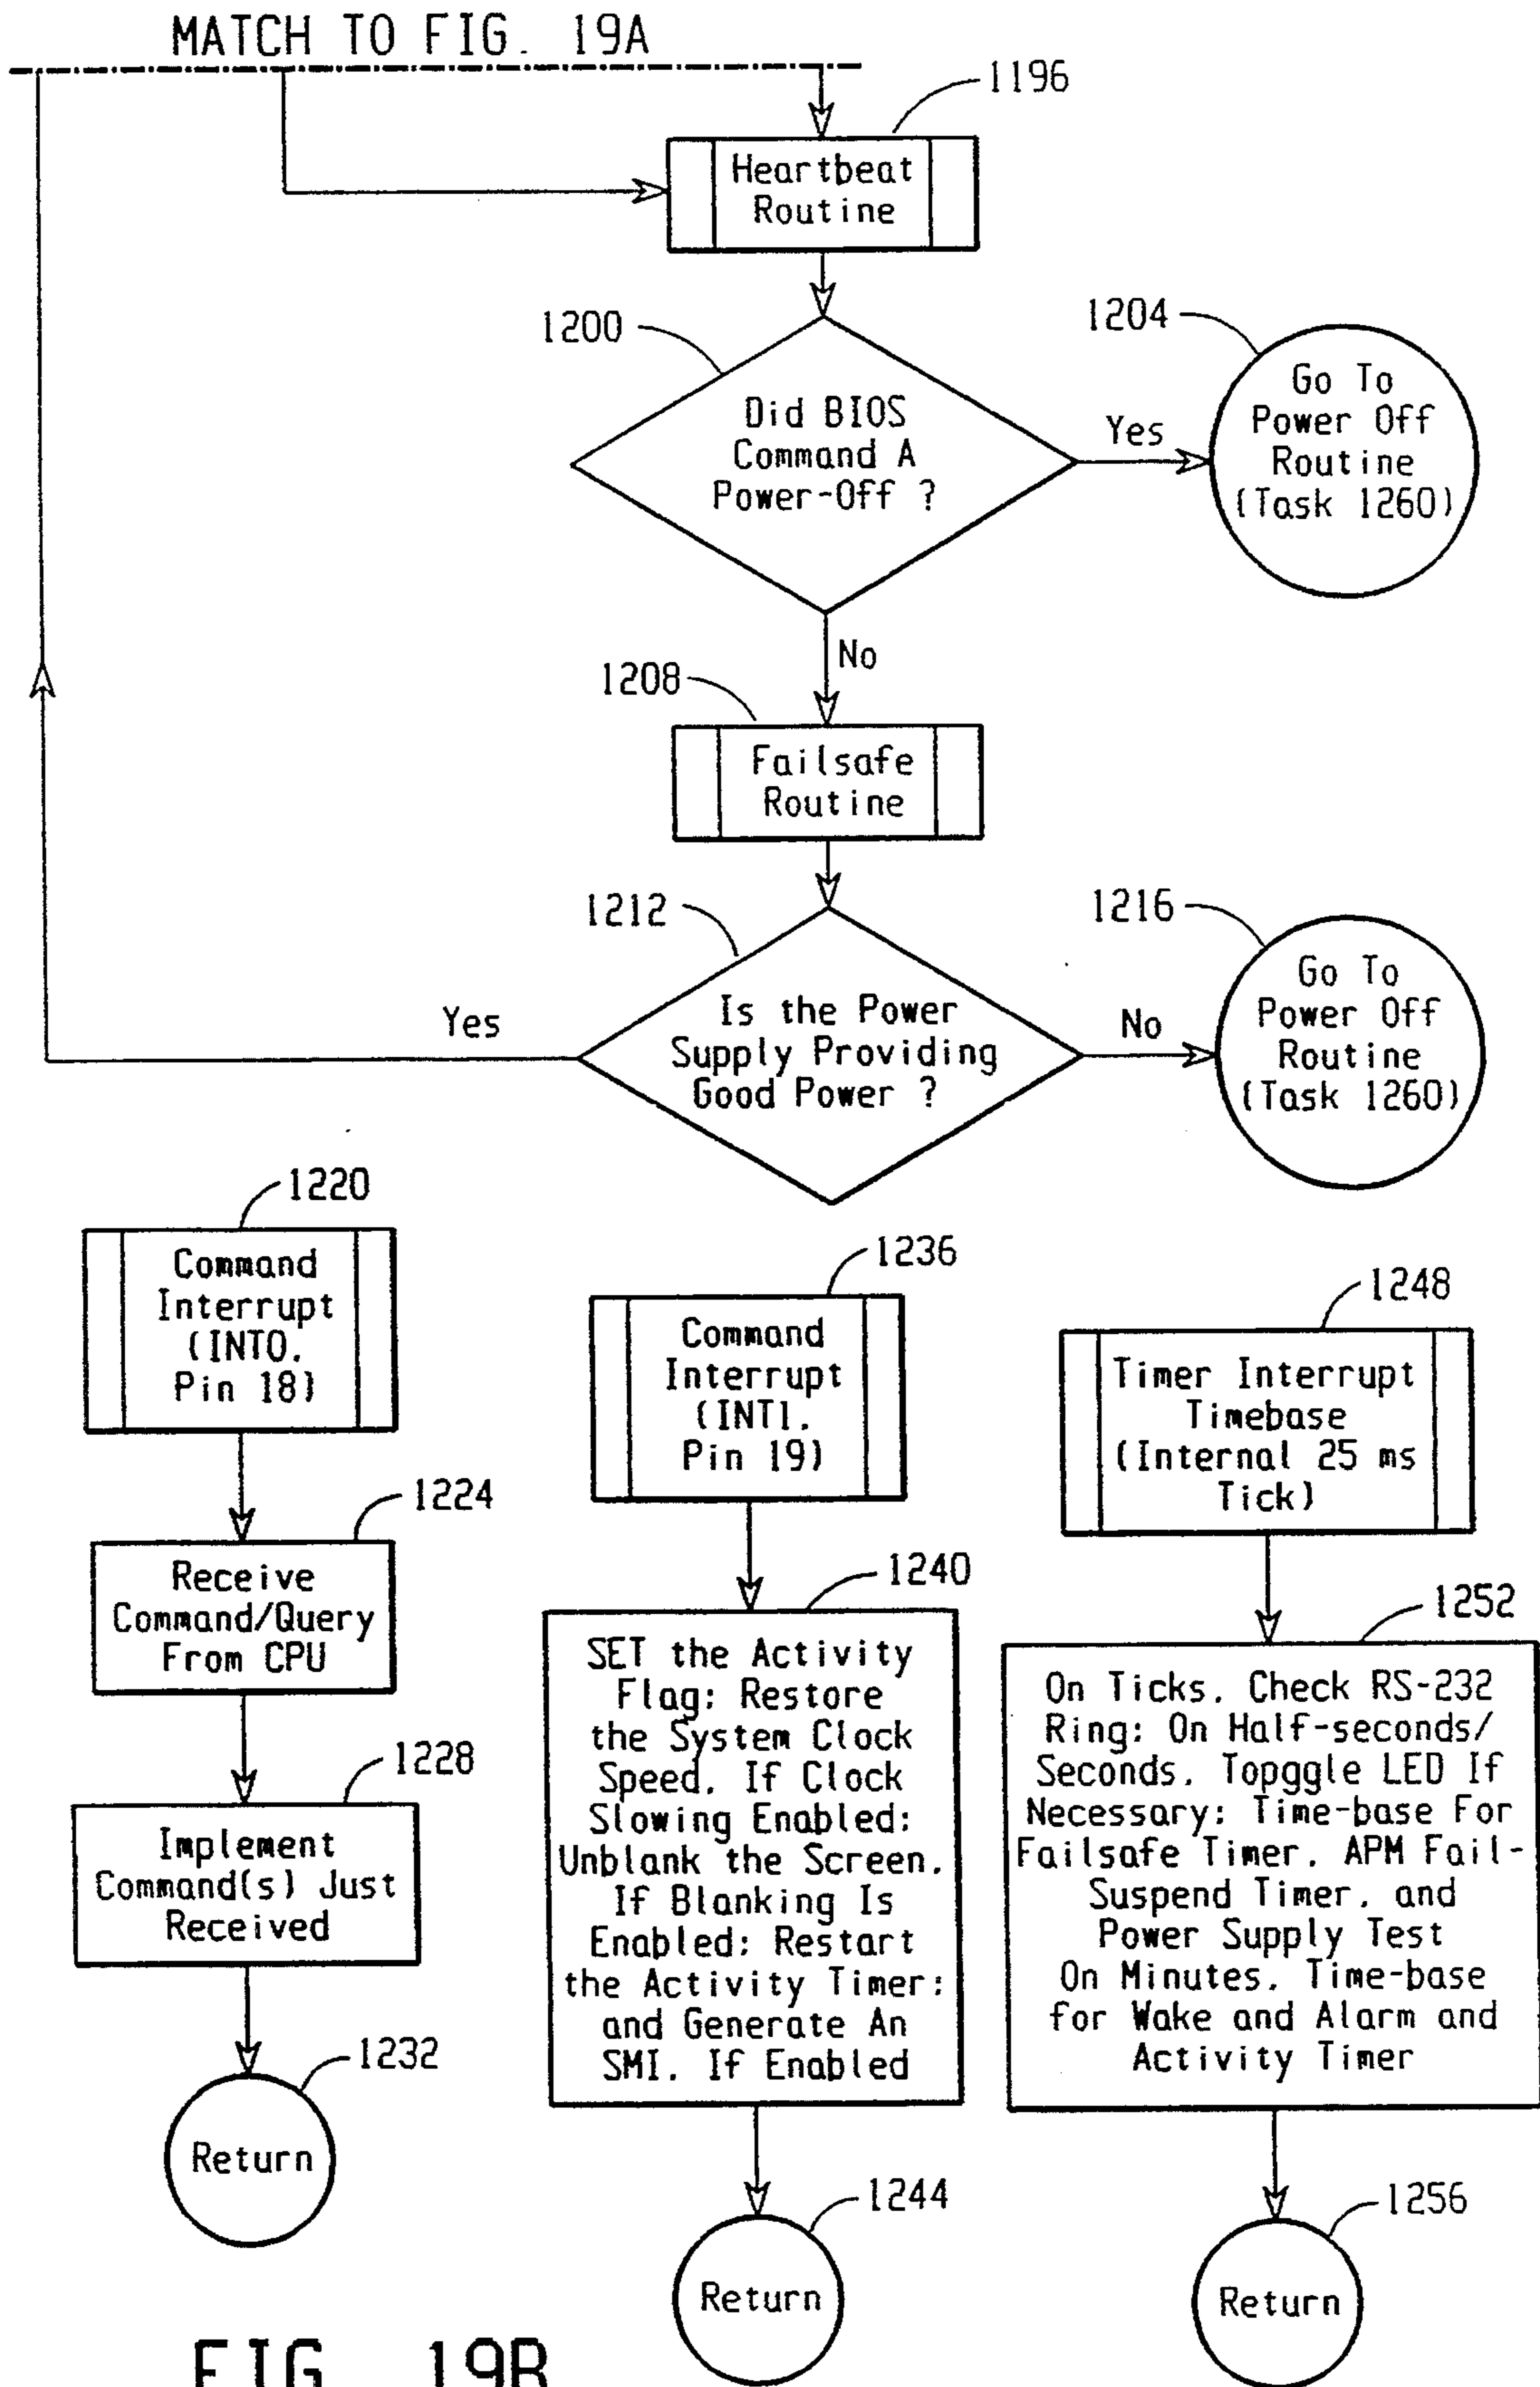 MATCH TO FIG. 19A
1196
Heartbeat
Routine
1200
Did BIOS
Command A
Power-Off ?
Yes
1204
Go To
Power Off
Routine
(Task 1260)
No
1208
Failsafe
Routine
1212
Is the Power
Supply Providing
Good Power ?
Yes
No
1216
Go To
Power Off
Routine
(Task 1260)
1220
Command
Interrupt
(INT0.
Pin 18)
1224
Receive
Command/Query
From CPU
1228
Implement
Command(s) Just
Received
1232
Return
1236
Command
Interrupt
(INT1.
Pin 19)
1240
SET the Activity
Flag: Restore
the System Clock
Speed. If Clock
Slowing Enabled:
Unblank the Screen.
If Blanking Is
Enabled: Restart
the Activity Timer:
and Generate An
SMI. If Enabled
1244
Return
1248
Timer Interrupt
Timebase
(Internal 25 ms
Tick)
1252
On Ticks. Check RS-232
Ring: On Half-seconds/
Seconds. Topggle LED If
Necessary: Time-base For
Failsafe Timer. APM Fail-
Suspend Timer. and
Power Supply Test
On Minutes. Time-base
for Wake and Alarm and
Activity Timer
1256
Return
FIG. 19B